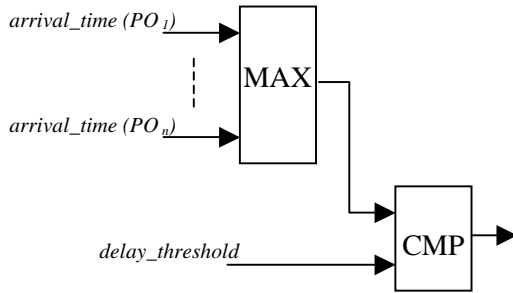 arrival_time (PO₁)
MAX
arrival_time (POₙ)
delay_threshold
CMP